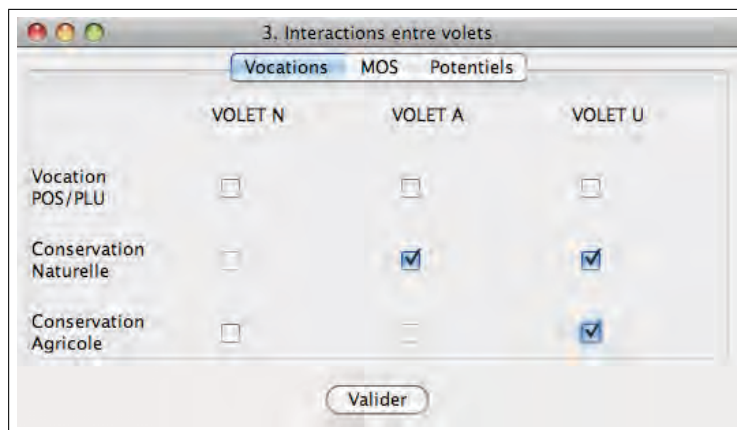 3. Interactions entre volets
Vocations MOS Potentiels
VOLET N VOLET A VOLET U
Vocation
POS/PLU
Conservation
Naturelle
Conservation
Agricole
Valider